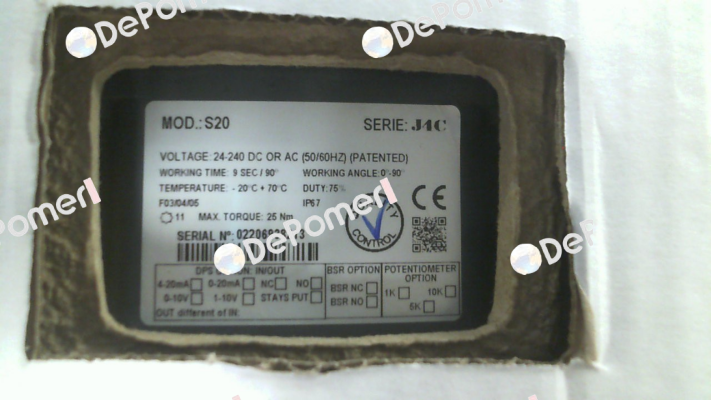 DePomerl
DePomerl
MOD.: S20 SERIE: J4C
VOLTAGE: 24-240 DC OR AC (50/60HZ) (PATENTED)
WORKING TIME: 9 SEC / 90° WORKING ANGLE: 0°-90°
TEMPERATURE: - 20°C + 70°C DUTY: 75%
F03/04/05 IP67
11 MAX. TORQUE: 25 Nm
CONTROL
CE
SERIAL Nº:
DPS IN/OUT
4-20mA 0-20mA NC NO
0-10V 1-10V STAYS PUT
OUT different of IN:
BSR OPTION
BSR NC
BSR NO
POTENTIOMETER
OPTION
1K 10K
5K
DePomerl
DePomerl